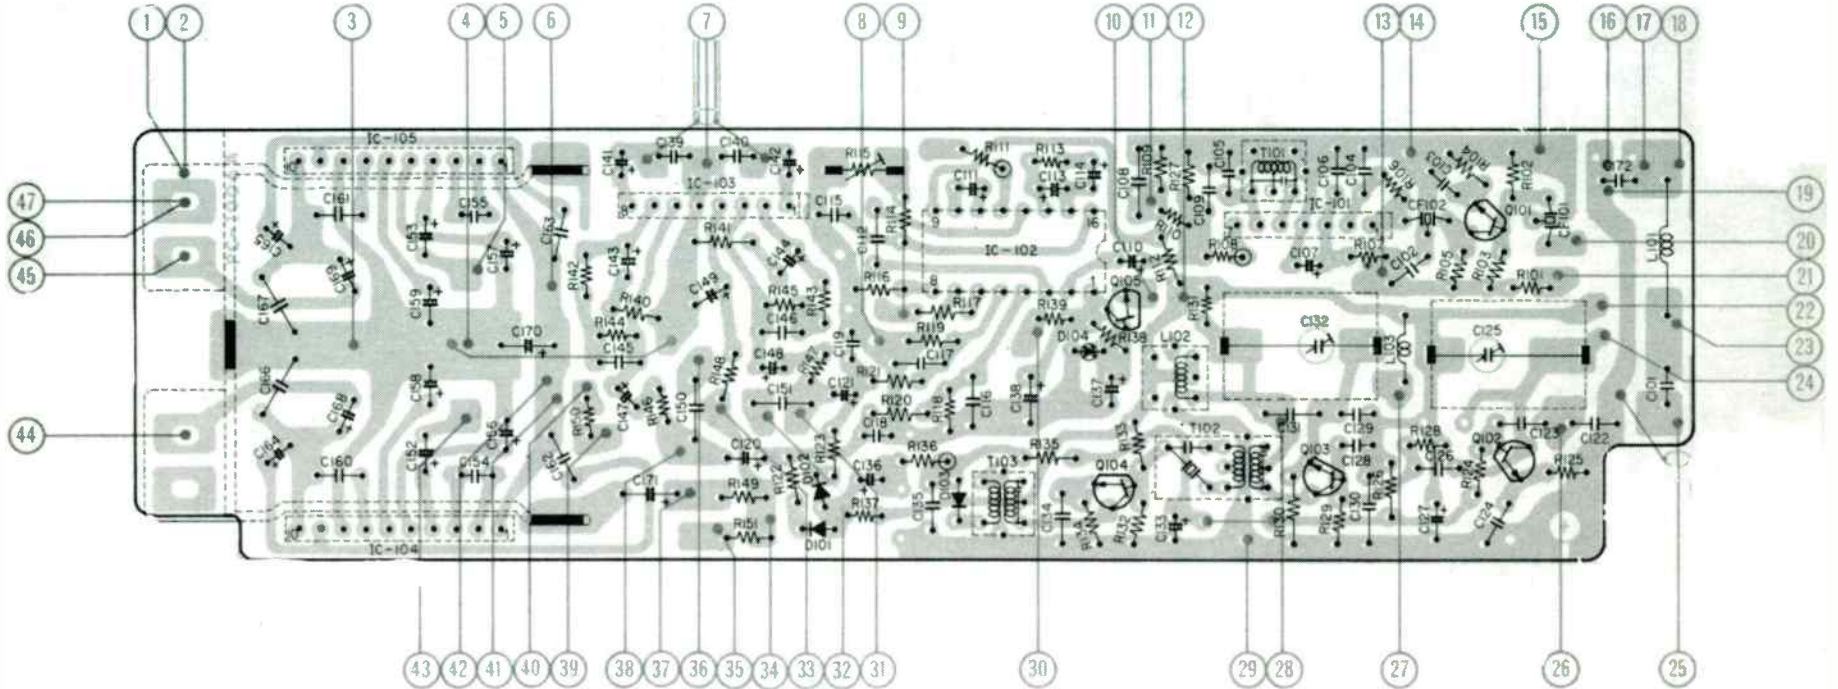 1 2 3 4 5 6 7 8 9 10 11 12 13 14 15 16 17 18
IC-105 C139 C140 C141 C142 R115 R111 R113 C114 C108 R109 R127 C105 T101 C106 C104 R106 C103 R104 R102 C172
IC-103 C111 C113 C109 19
47 C161 C155 C115 R114 IC-101 CF102 Q101 CF101
46 C165 C153 C163 R141 C112 9 16 R110 20
45 C169 C157 R142 C143 C144 IC-102 C110 R112 R108 C107 R107 C102 R105 R103 L101
C167 C159 C149 R145 R143 R116 8 Q105 R101 21
R140 C146 R117 R139 R131 22
R144 C170 C145 C148 R147 C119 R119 D104 R138 L102 C132 L103 C125 23
C166 C158 R148 C117 24
C168 R150 C147 R146 C150 C151 C121 R121 R120 R118 C116 C138 C137 C101
44 C164 C152 C156 C118 R133 C131 C129 R128 C123 C122
C160 C154 C162 C120 R122 D102 R123 C136 R136 R135 T102 Q103 C128 C126 Q102 R125
C171 R149 R137 C135 D103 T103 Q104 R126 R124
IC-104 R151 D101 C134 R134 R132 C133 R130 R129 C130 C127 C124
43 42 41 40 39 38 37 36 35 34 33 32 31 30 29 28 27 26 25